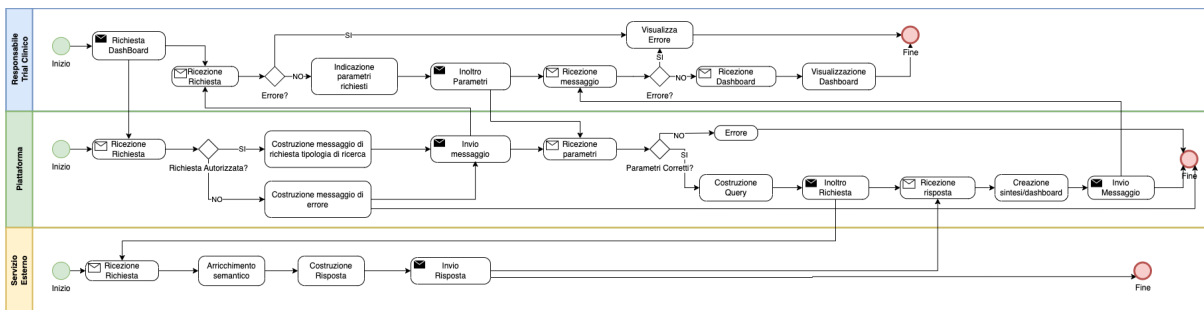 Responsabile
Trial Clinico
Inizio
Richiesta
DashBoard
Ricezione
Richiesta
Errore?
SI
NO
Indicazione
parametri
richiesti
Inoltro
Parametri
Ricezione
messaggio
Errore?
SI
Visualizza
Errore
NO
Ricezione
Dashboard
Visualizzazione
Dashboard
Fine
Piattaforma
Inizio
Ricezione
Richiesta
Richiesta Autorizzata?
SI
NO
Costruzione messaggio di
richiesta tipologia di ricerca
Costruzione messaggio di
errore
Invio
messaggio
Ricezione
parametri
Parametri Corretti?
NO
SI
Errore
Costruzione
Query
Inoltro
Richiesta
Ricezione
risposta
Creazione
sintesi/dashboard
Invio
Messaggio
Fine
Servizio
Esterno
Inizio
Ricezione
Richiesta
Arricchimento
semantico
Costruzione
Risposta
Invio
Risposta
Fine